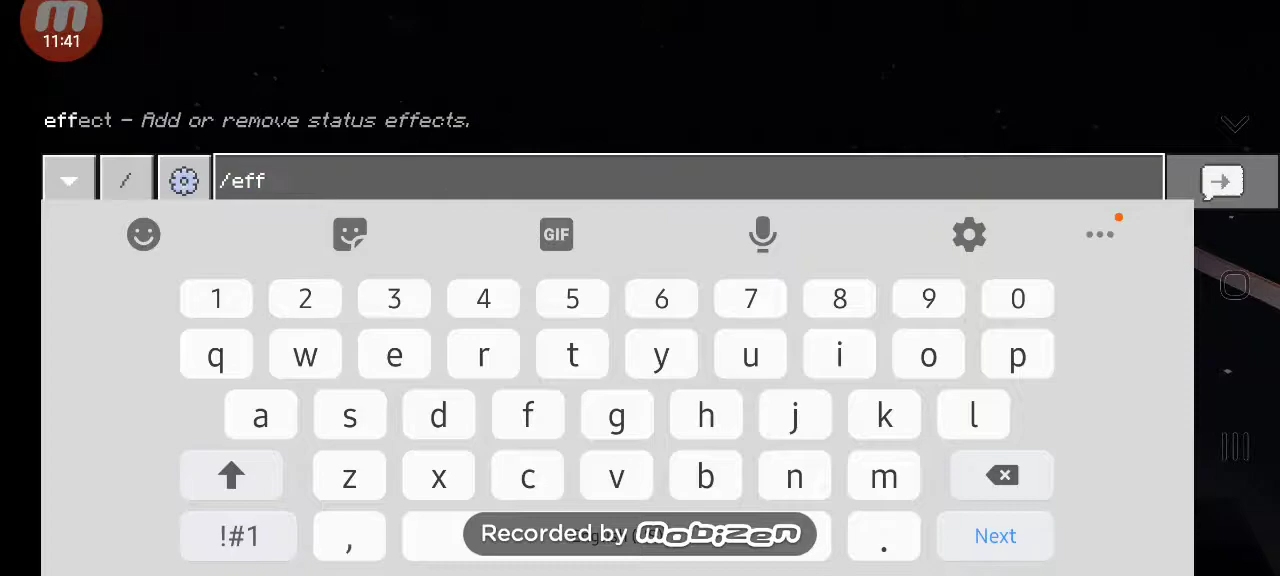 11:41
effect – Add or remove status effects.
/
/eff
GIF
1 2 3 4 5 6 7 8 9 0
q w e r t y u i o p
a s d f g h j k l
z x c v b n m
!#1 , . Next
Recorded by mobizen